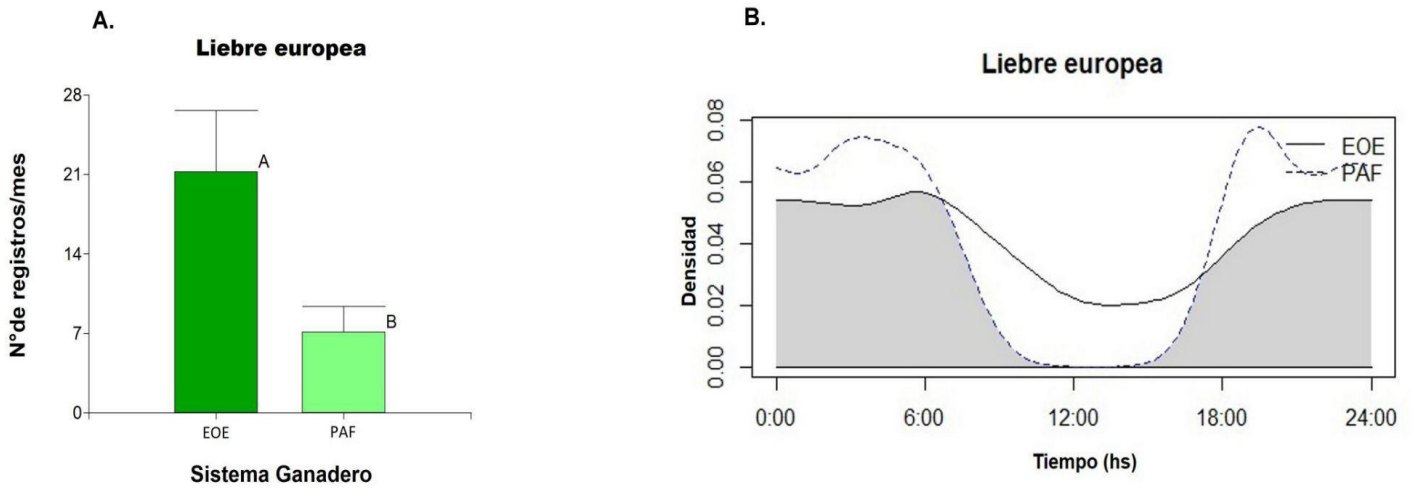 A.
Liebre europea
N°de registros/mes
28
21
14
7
0
A
B
EOE
PAF
Sistema Ganadero
B.
Liebre europea
Densidad
0.08
0.06
0.04
0.02
0.00
EOE
PAF
0:00
6:00
12:00
18:00
24:00
Tiempo (hs)